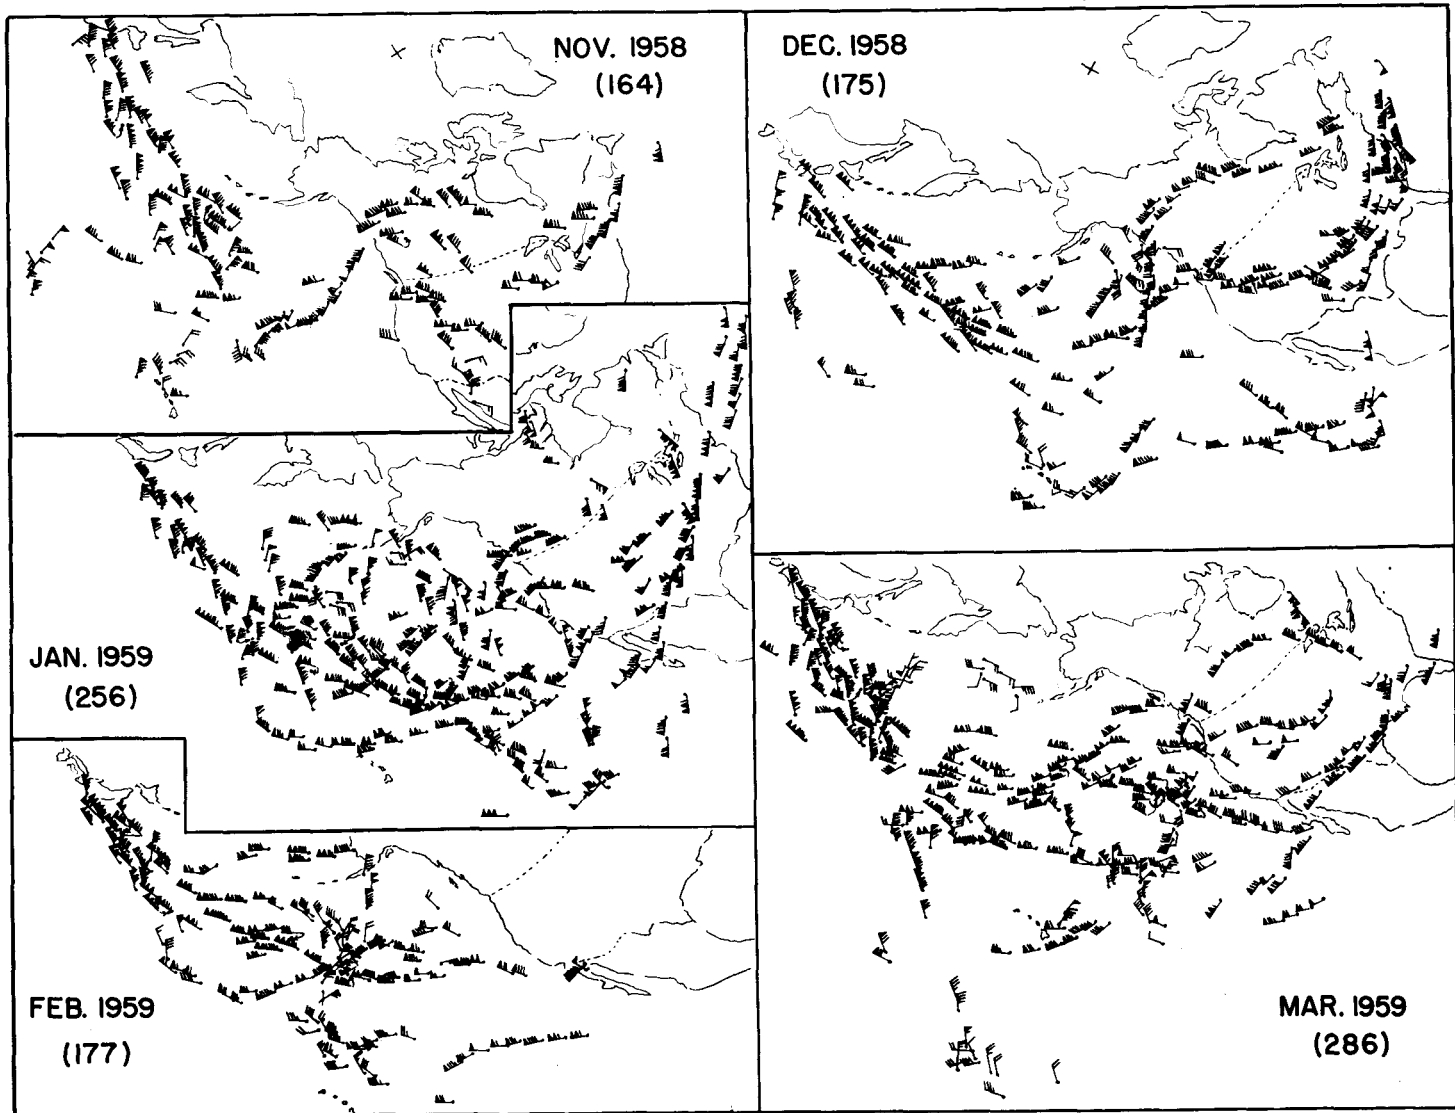 NOV. 1958
(164)
DEC. 1958
(175)
JAN. 1959
(256)
FEB. 1959
(177)
MAR. 1959
(286)